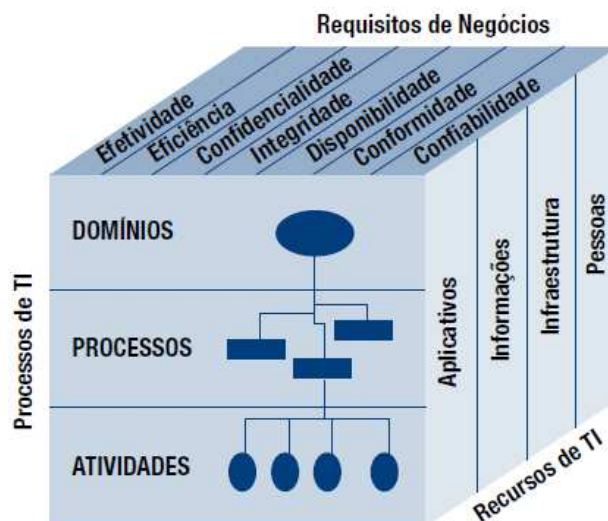 Requisitos de Negócios
Efetividade
Eficiência
Confidencialidade
Integridade
Disponibilidade
Conformidade
Confiabilidade
Processos de TI
DOMÍNIOS
PROCESSOS
ATIVIDADES
Aplicativos
Informações
Infraestrutura
Pessoas
Recursos de TI